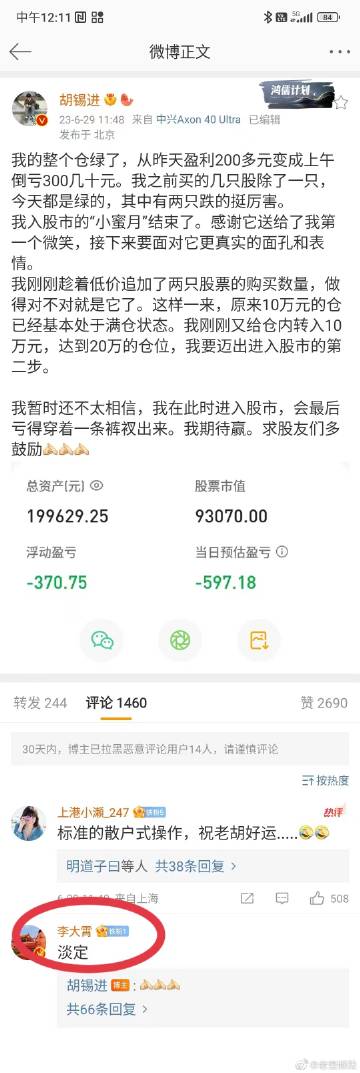 中午12:11
5G
84
微博正文
胡锡进
鸿儒计划.
23-6-29 11:48 来自 中兴Axon 40 Ultra 已编辑
发布于 北京
我的整个仓绿了，从昨天盈利200多元变成上午
倒亏300几十元。我之前买的几只股除了一只，
今天都是绿的，其中有两只跌的挺厉害。
我入股市的“小蜜月”结束了。感谢它送给了我第
一个微笑，接下来要面对它更真实的面孔和表
情。
我刚刚趁着低价追加了两只股票的购买数量，做
得对不对就是它了。这样一来，原来10万元的仓
已经基本处于满仓状态。我刚刚又给仓内转入10
万元，达到20万的仓位，我要迈出进入股市的第
二步。
我暂时还不太相信，我在此时进入股市，会最后
亏得穿着一条裤衩出来。我期待赢。求股友们多
鼓励🙏🙏🙏
总资产(元)
股票市值
199629.25
93070.00
浮动盈亏
当日预估盈亏
-370.75
-597.18
转发 244
评论 1460
赞 2690
30天内，博主已拉黑恶意评论用户14人，请谨慎评论
按热度
上港小濑_247 铁粉5
热评
标准的散户式操作，祝老胡好运.....
明道子曰等人 共38条回复 >
来自上海
508
李大霄 铁粉1
淡定
胡锡进 博主 : 🙏🙏🙏
共66条回复 >